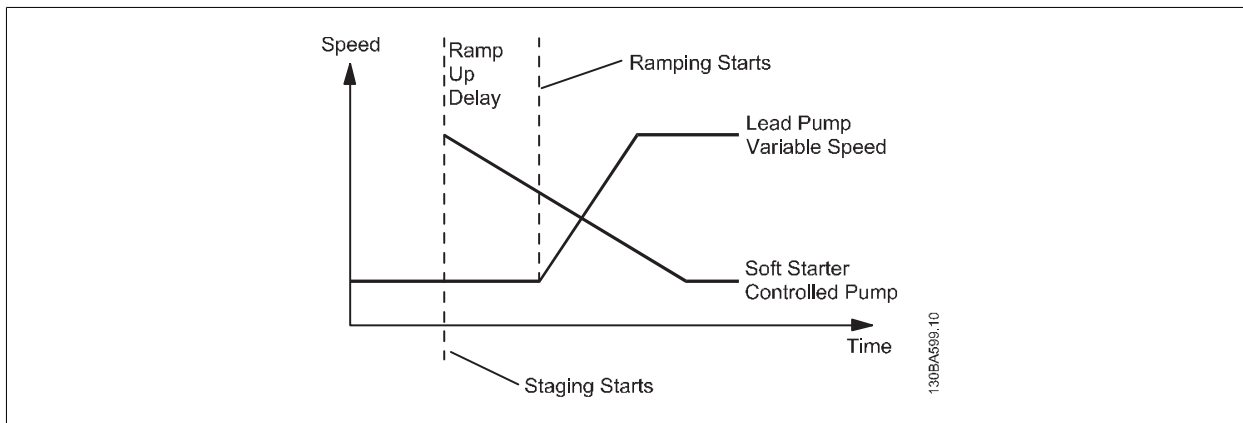 Speed
Ramp
Up
Delay
Ramping Starts
Lead Pump
Variable Speed
Soft Starter
Controlled Pump
Time
Staging Starts
130BA599.10